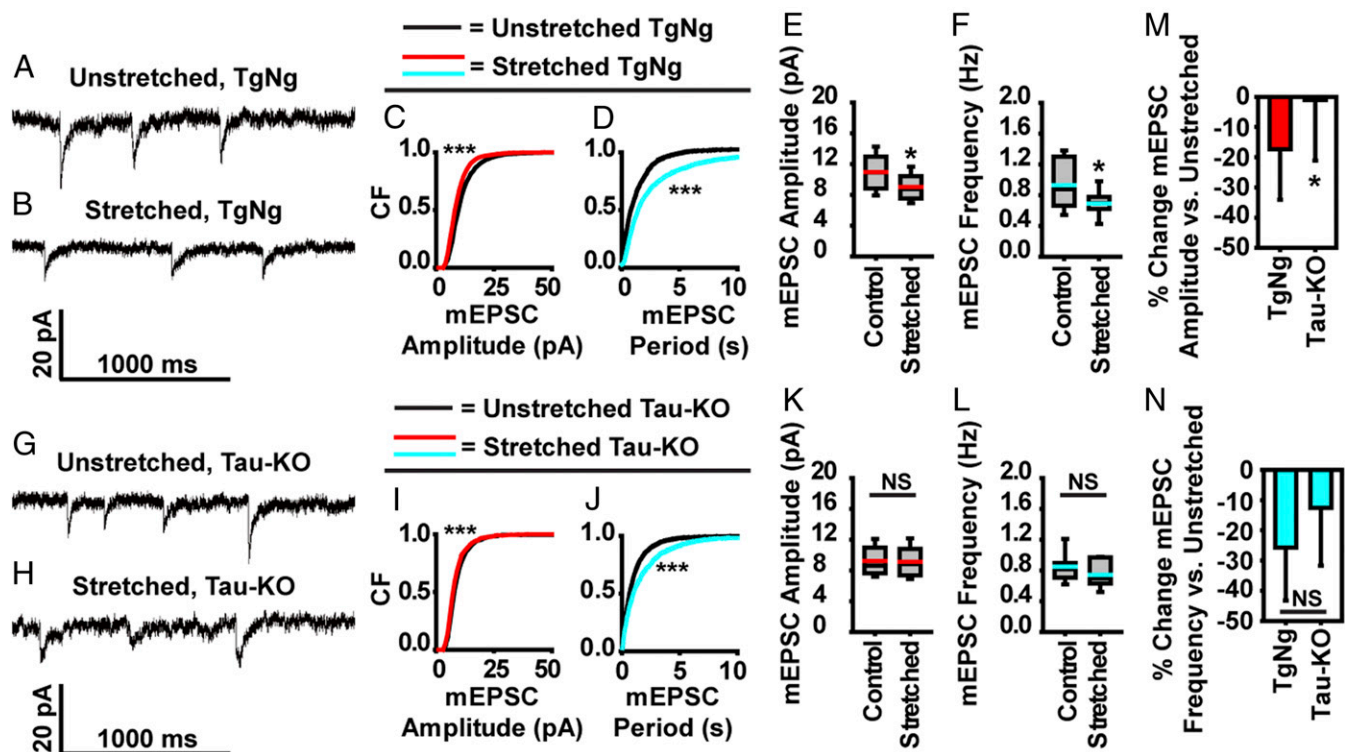 A
Unstretched, TgNg
B
Stretched, TgNg
20 pA
1000 ms
= Unstretched TgNg
= Stretched TgNg
C
***
1.0
0.5
0.0
CF
0 25 50
mEPSC
Amplitude (pA)
D
***
1.0
0.5
0.0
0 5 10
mEPSC
Period (s)
E
mEPSC Amplitude (pA)
20
16
12
8
4
0
*
Control
Stretched
F
mEPSC Frequency (Hz)
2.0
1.6
1.2
0.8
0.4
0.0
*
Control
Stretched
M
% Change mEPSC
Amplitude vs. Unstretched
0
-10
-20
-30
-40
-50
*
TgNg
Tau-KO
G
Unstretched, Tau-KO
H
Stretched, Tau-KO
20 pA
1000 ms
= Unstretched Tau-KO
= Stretched Tau-KO
I
***
1.0
0.5
0.0
CF
0 25 50
mEPSC
Amplitude (pA)
J
***
1.0
0.5
0.0
0 5 10
mEPSC
Period (s)
K
mEPSC Amplitude (pA)
20
16
12
8
4
0
NS
Control
Stretched
L
mEPSC Frequency (Hz)
2.0
1.6
1.2
0.8
0.4
0.0
NS
Control
Stretched
N
% Change mEPSC
Frequency vs. Unstretched
0
-10
-20
-30
-40
-50
NS
TgNg
Tau-KO